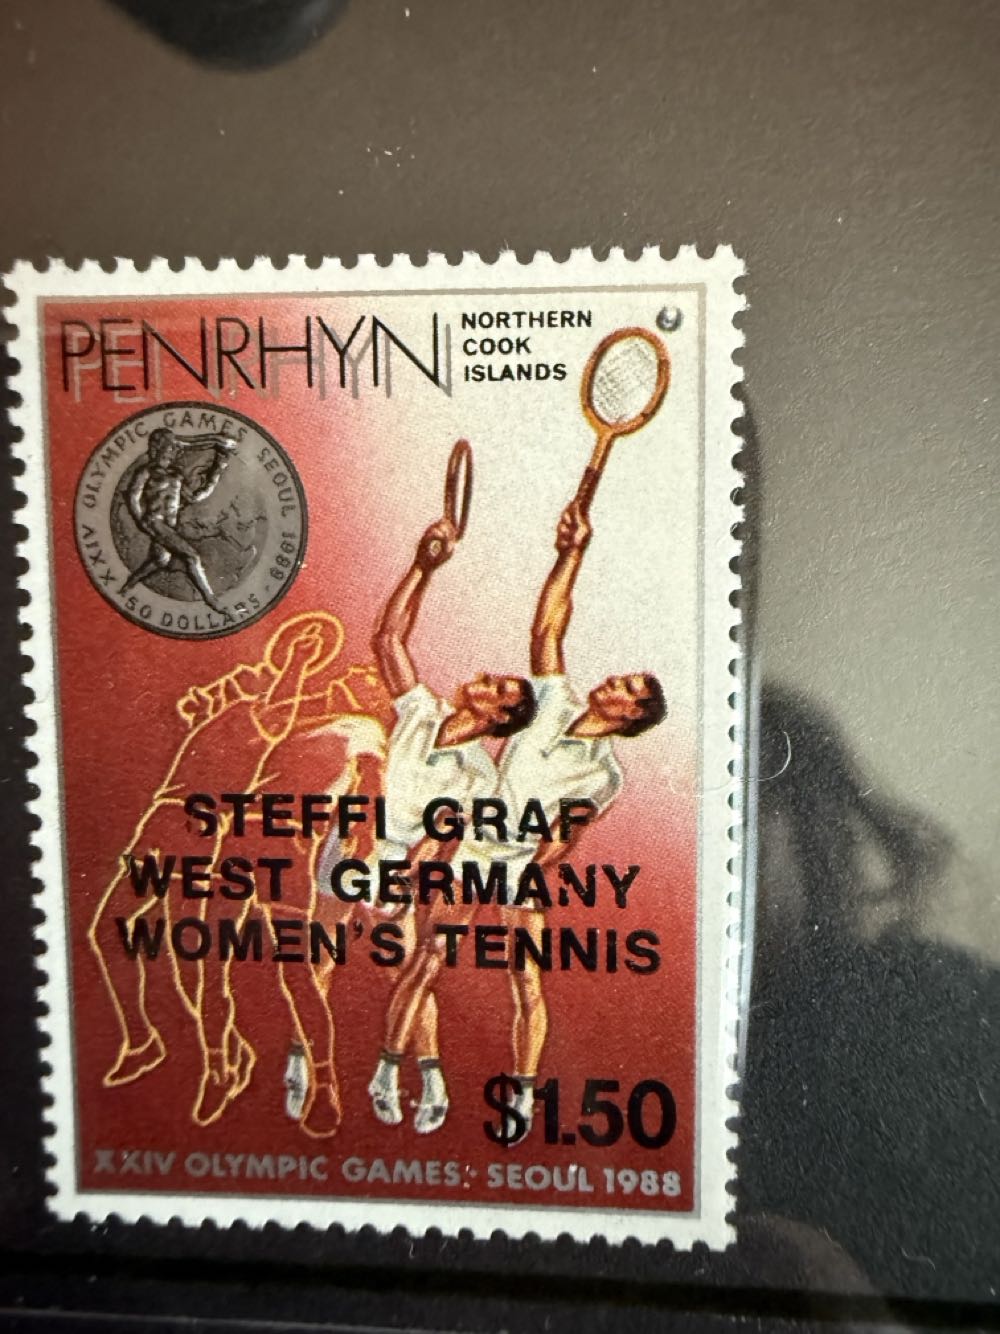 PENRHYN
NORTHERN
COOK
ISLANDS
XXIV OLYMPIC GAMES SEOUL 1988
50 DOLLARS
STEFFI GRAF
WEST GERMANY
WOMEN'S TENNIS
$1.50
XXIV OLYMPIC GAMES: SEOUL 1988